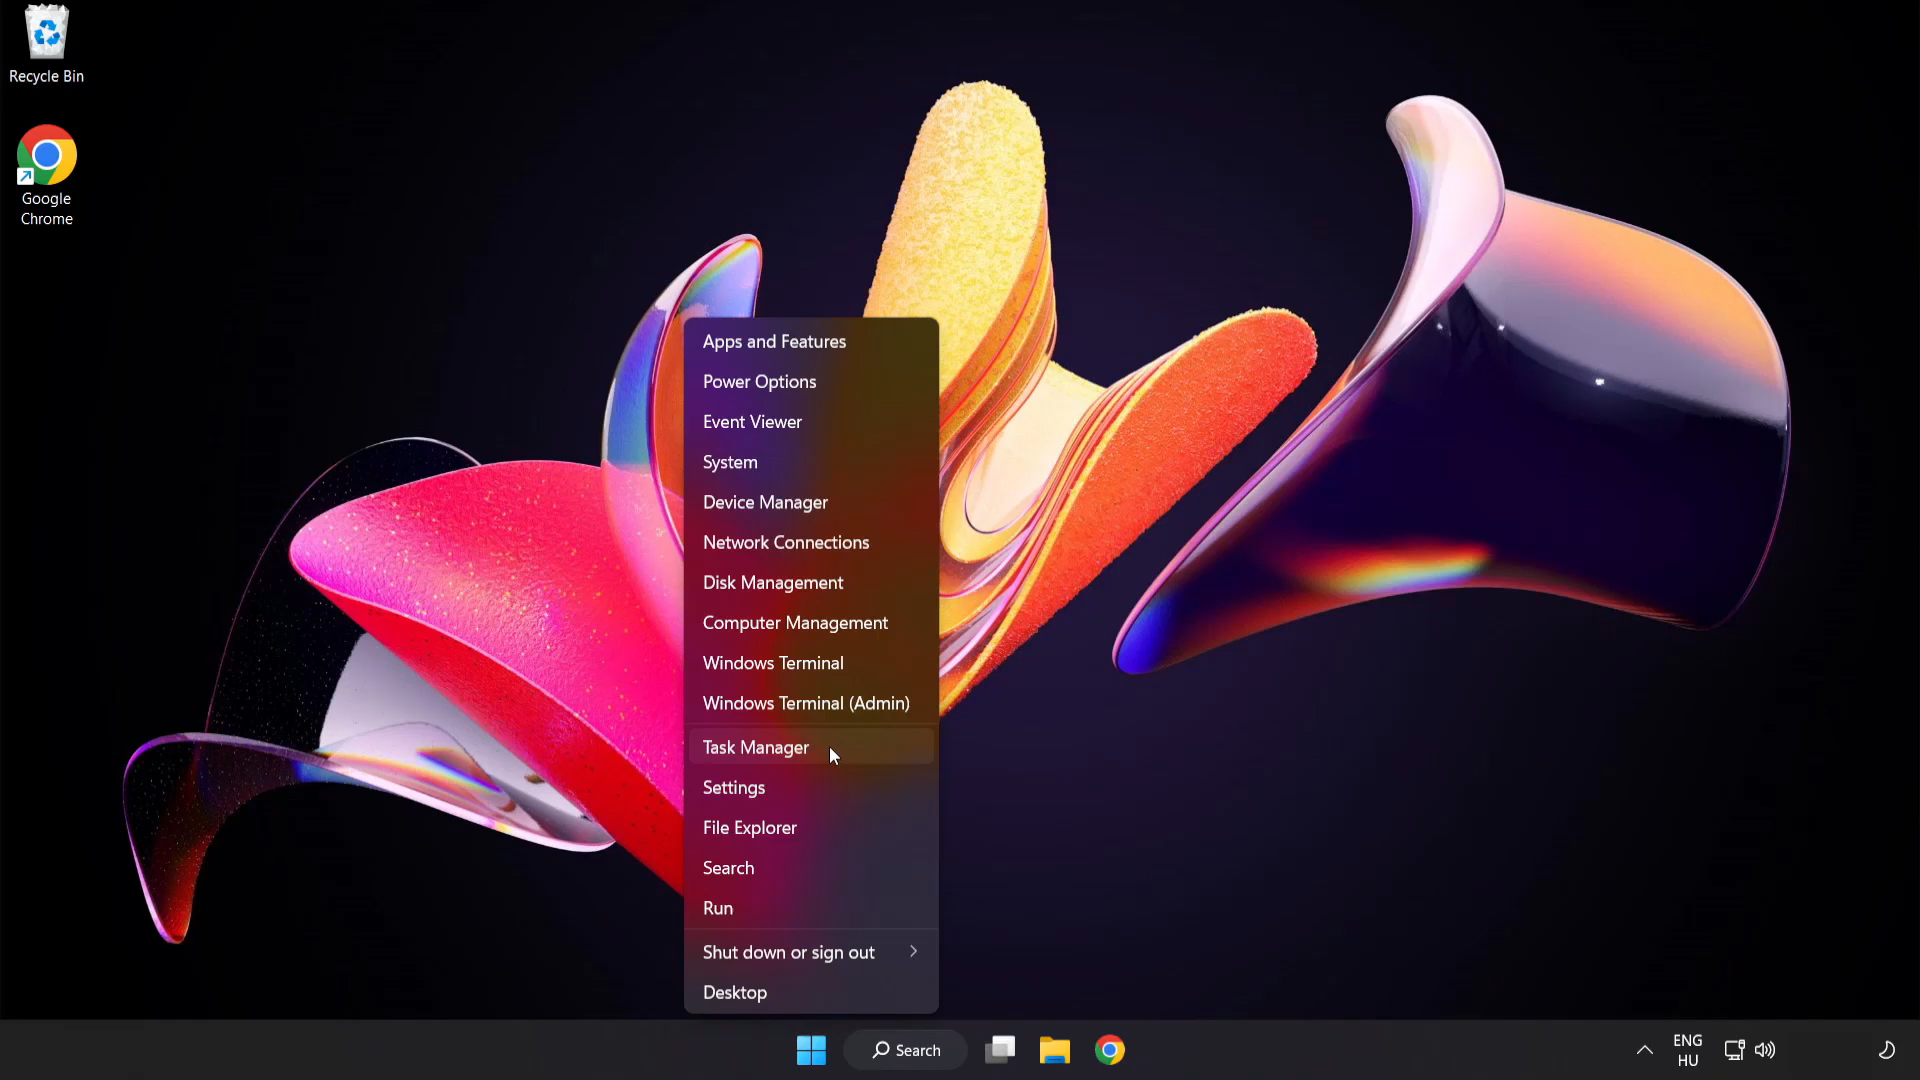 Recycle Bin
Google
Chrome
Apps and Features
Power Options
Event Viewer
System
Device Manager
Network Connections
Disk Management
Computer Management
Windows Terminal
Windows Terminal (Admin)
Task Manager
Settings
File Explorer
Search
Run
Shut down or sign out
Desktop
Search
ENG
HU